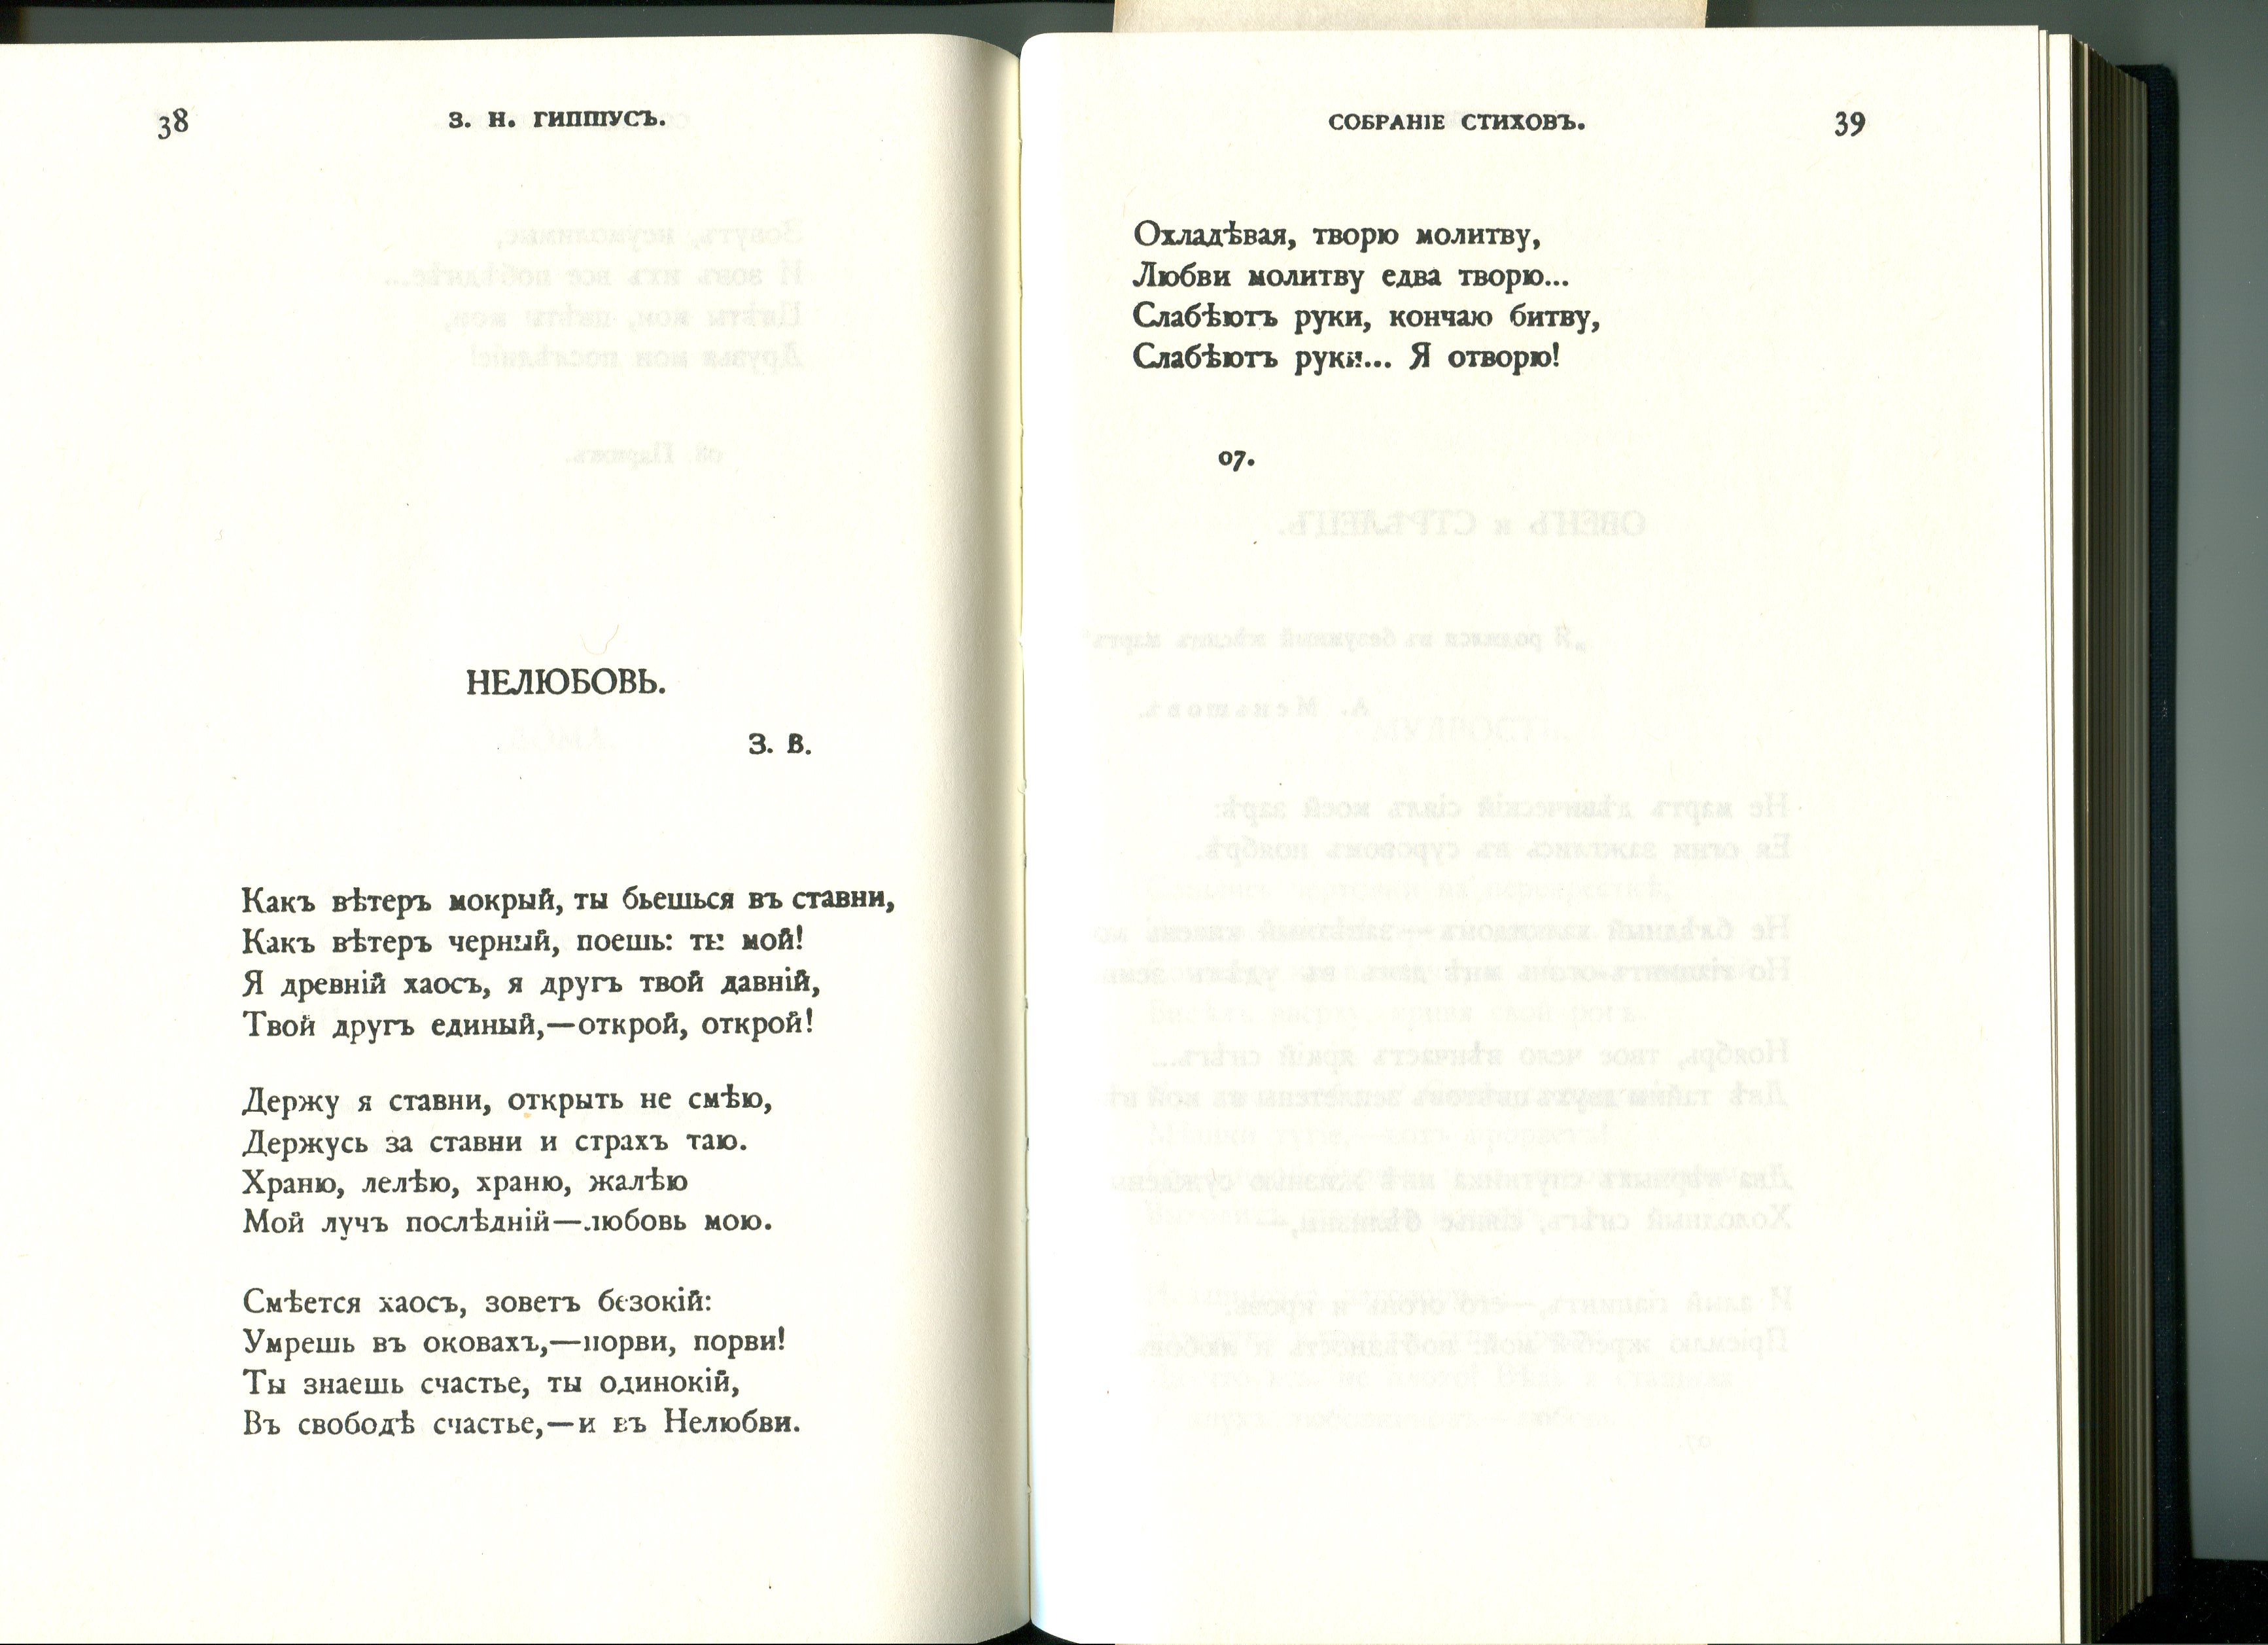 38
З. Н. ГИППІУСЪ.
НЕЛЮБОВЬ.
З. В.
Какъ вѣтеръ мокрый, ты бьешься въ ставни,
Какъ вѣтеръ черный, поешь: ты мой!
Я древній хаосъ, я другъ твой давній,
Твой другъ единый,—открой, открой!
Держу я ставни, открыть не смѣю,
Держусь за ставни и страхъ таю.
Храню, лелѣю, храню, жалѣю
Мой лучъ послѣдній—любовь мою.
Смѣется хаосъ, зоветъ безокій:
Умрешь въ оковахъ,—порви, порви!
Ты знаешь счастье, ты одинокій,
Въ свободѣ счастье,—и въ Нелюбви.
СОБРАНІЕ СТИХОВЪ.
39
Охладѣвая, творю молитву,
Любви молитву едва творю...
Слабѣютъ руки, кончаю битву,
Слабѣютъ руки... Я отворю!
07.